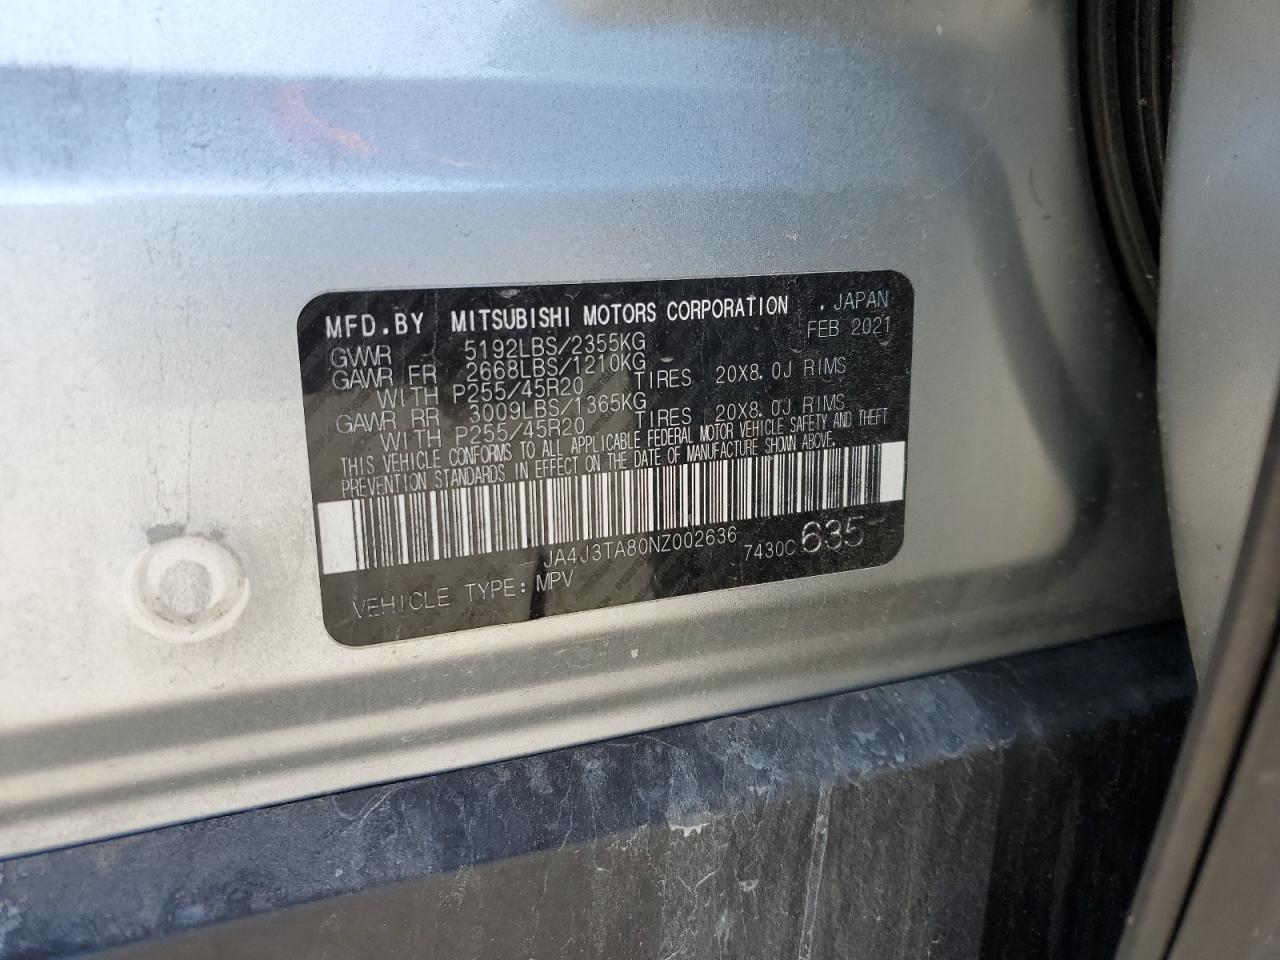 MFD.BY MITSUBISHI MOTORS CORPORATION . JAPAN
FEB 2021
GVWR 5192LBS/2355KG
GAWR FR 2668LBS/1210KG
WITH P255/45R20 TIRES 20X8.0J RIMS
GAWR RR 3009LBS/1365KG
WITH P255/45R20 TIRES 20X8.0J RIMS
THIS VEHICLE CONFORMS TO ALL APPLICABLE FEDERAL MOTOR VEHICLE SAFETY AND THEFT
PREVENTION STANDARDS IN EFFECT ON THE DATE OF MANUFACTURE SHOWN ABOVE.
JA4J3TA80NZ002636 7430C 635
VEHICLE TYPE: MPV